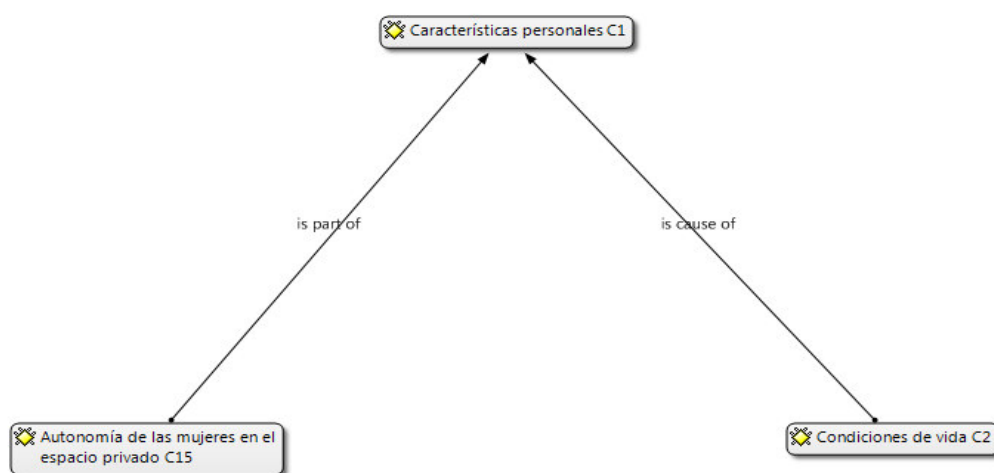 Características personales C1
is part of
is cause of
Autonomía de las mujeres en el
espacio privado C15
Condiciones de vida C2